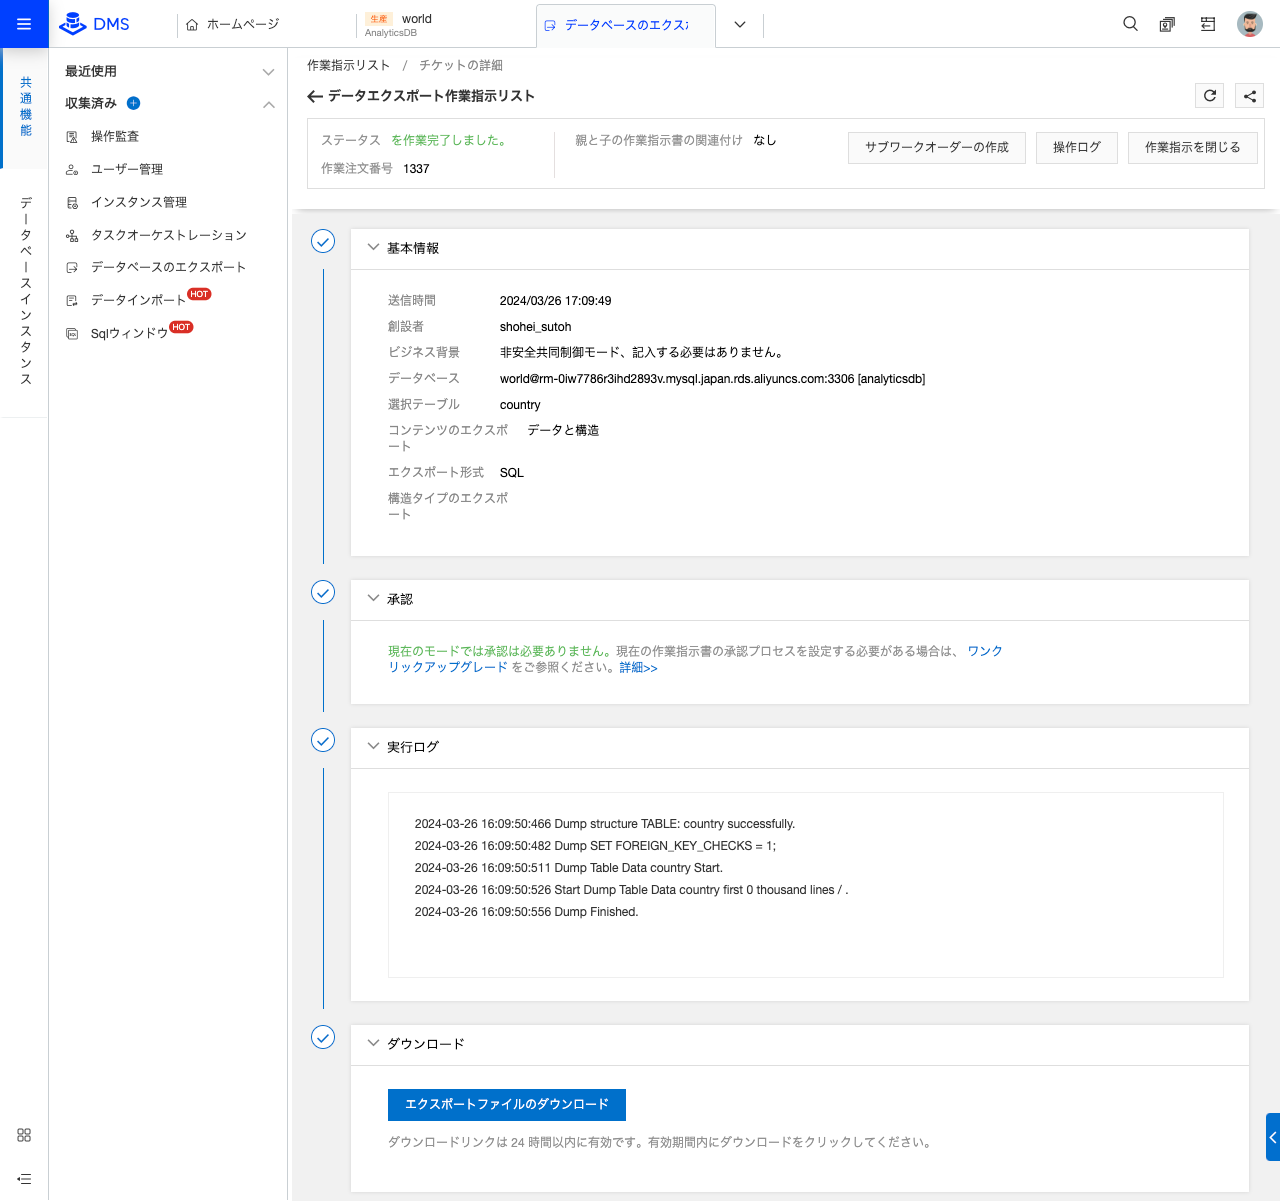 DMS
ホームページ
生産 world
AnalyticsDB
データベースのエクス
共通機能
データベースインスタンス
最近使用
収集済み
操作監査
ユーザー管理
インスタンス管理
タスクオーケストレーション
データベースのエクスポート
データインポート HOT
Sqlウィンドウ HOT
作業指示リスト / チケットの詳細
データエクスポート作業指示リスト
ステータス を作業完了しました。
親と子の作業指示書の関連付け なし
作業注文番号 1337
サブワークオーダーの作成
操作ログ
作業指示を閉じる
基本情報
送信時間 2024/03/26 17:09:49
創設者 shohei_sutoh
ビジネス背景 非安全共同制御モード、記入する必要はありません。
データベース world@rm-0iw7786r3ihd2893v.mysql.japan.rds.aliyuncs.com:3306 [analyticsdb]
選択テーブル country
コンテンツのエクスポ データと構造
ート
エクスポート形式 SQL
構造タイプのエクスポ
ート
承認
現在のモードでは承認は必要ありません。現在の作業指示書の承認プロセスを設定する必要がある場合は、 ワンク
リックアップグレード をご参照ください。詳細>>
実行ログ
2024-03-26 16:09:50:466 Dump structure TABLE: country successfully.
2024-03-26 16:09:50:482 Dump SET FOREIGN_KEY_CHECKS = 1;
2024-03-26 16:09:50:511 Dump Table Data country Start.
2024-03-26 16:09:50:526 Start Dump Table Data country first 0 thousand lines / .
2024-03-26 16:09:50:556 Dump Finished.
ダウンロード
エクスポートファイルのダウンロード
ダウンロードリンクは 24 時間以内に有効です。有効期間内にダウンロードをクリックしてください。